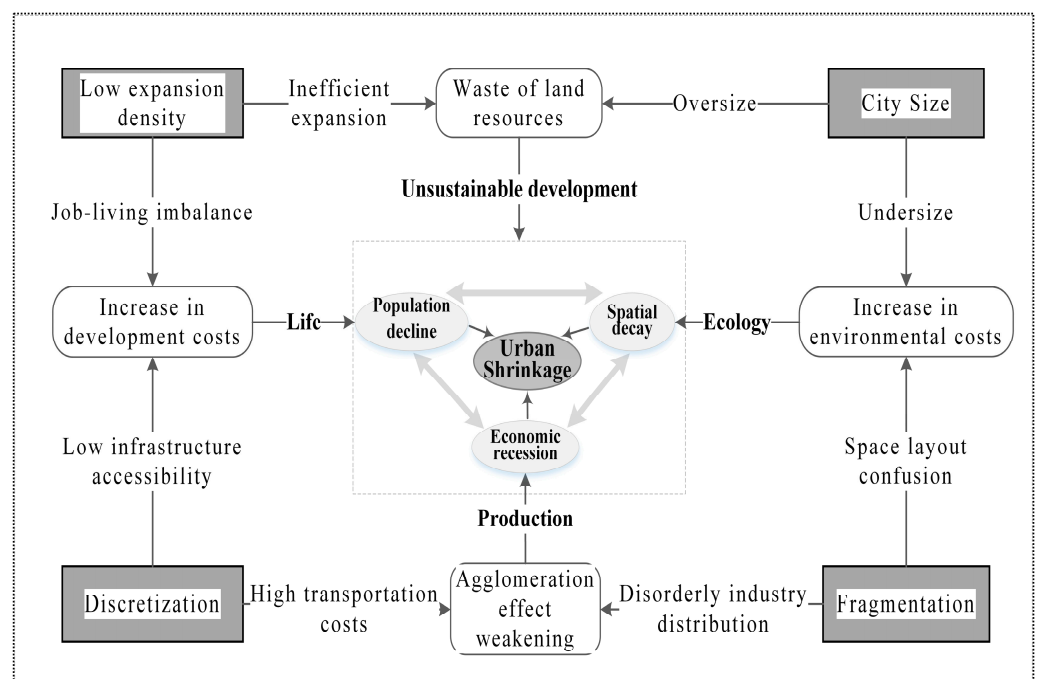 Low expansion
density
Inefficient
expansion
Waste of land
resources
Oversize
City Size
Unsustainable development
Job-living imbalance
Undersize
Increase in
development costs
Life
Population
decline
Spatial
decay
Ecology
Increase in
environmental costs
Urban
Shrinkage
Economic
recession
Low infrastructure
accessibility
Space layout
confusion
Production
Discretization
High transportation
costs
Agglomeration
effect
weakening
Disorderly industry
distribution
Fragmentation